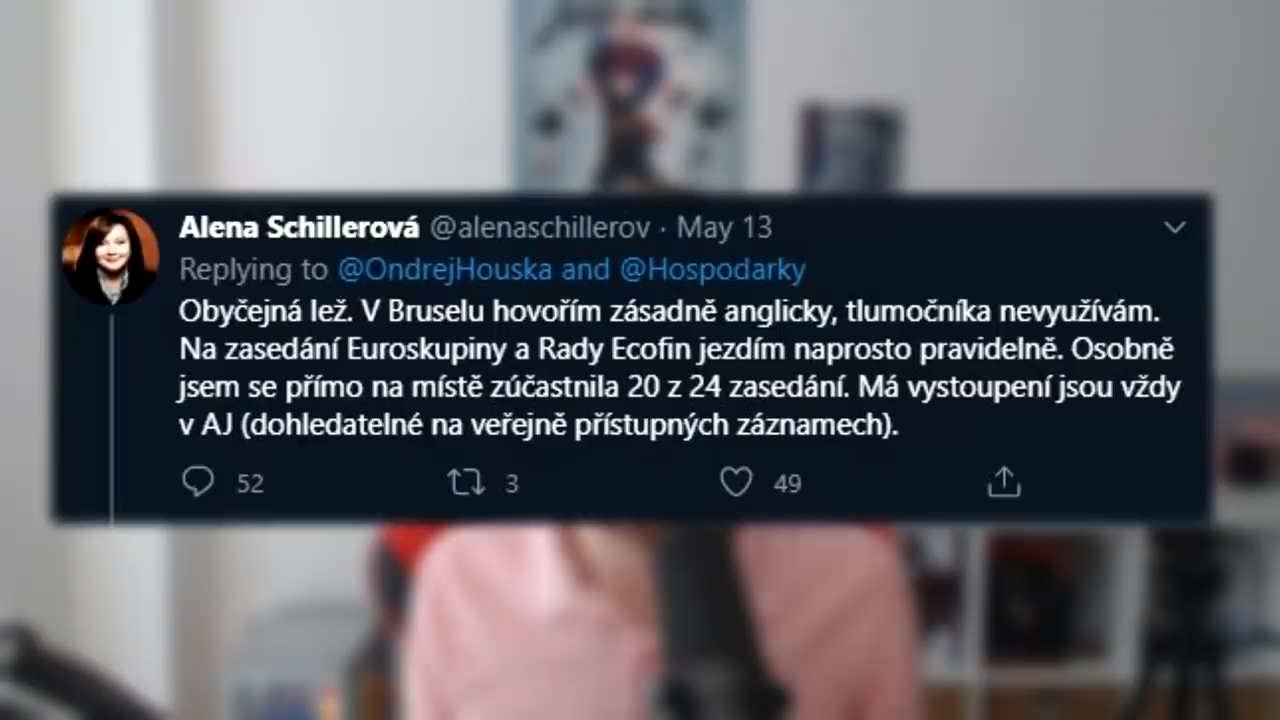 Alena Schillerová @alenaschillerov · May 13
Replying to @OndrejHouska and @Hospodarky
Obyčejná lež. V Bruselu hovořím zásadně anglicky, tlumočníka nevyužívám.
Na zasedání Euroskupiny a Rady Ecofin jezdím naprosto pravidelně. Osobně
jsem se přímo na místě zúčastnila 20 z 24 zasedání. Má vystoupení jsou vždy
v AJ (dohledatelné na veřejně přístupných záznamech).
52 3 49